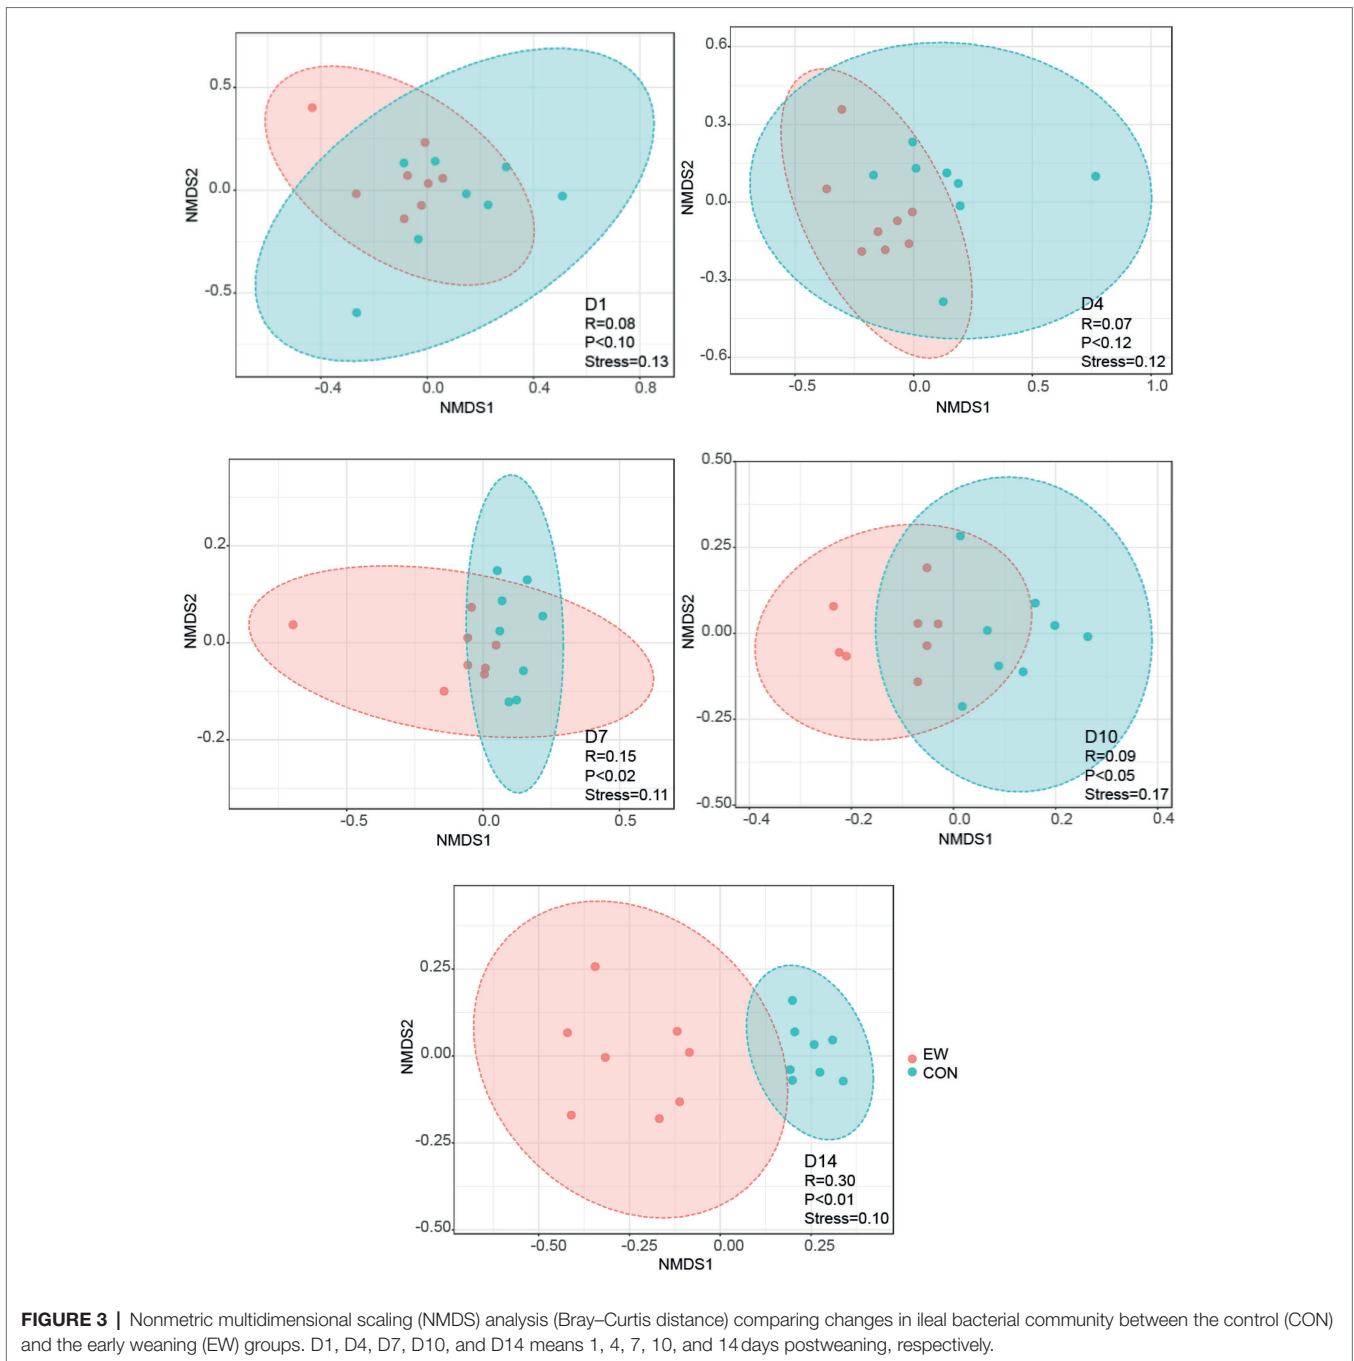 0.5
0.0
-0.5
NMDS2
-0.4
0.0
0.4
0.8
NMDS1
D1
R=0.08
P<0.10
Stress=0.13
0.6
0.3
0.0
-0.3
-0.6
NMDS2
-0.5
0.0
0.5
1.0
NMDS1
D4
R=0.07
P<0.12
Stress=0.12
0.2
0.0
-0.2
NMDS2
-0.5
0.0
0.5
NMDS1
D7
R=0.15
P<0.02
Stress=0.11
0.50
0.25
0.00
-0.25
-0.50
NMDS2
-0.4
-0.2
0.0
0.2
0.4
NMDS1
D10
R=0.09
P<0.05
Stress=0.17
0.25
0.00
-0.25
-0.50
NMDS2
-0.50
-0.25
0.00
0.25
NMDS1
D14
R=0.30
P<0.01
Stress=0.10
EW
CON
FIGURE 3 | Nonmetric multidimensional scaling (NMDS) analysis (Bray–Curtis distance) comparing changes in ileal bacterial community between the control (CON)
and the early weaning (EW) groups. D1, D4, D7, D10, and D14 means 1, 4, 7, 10, and 14 days postweaning, respectively.